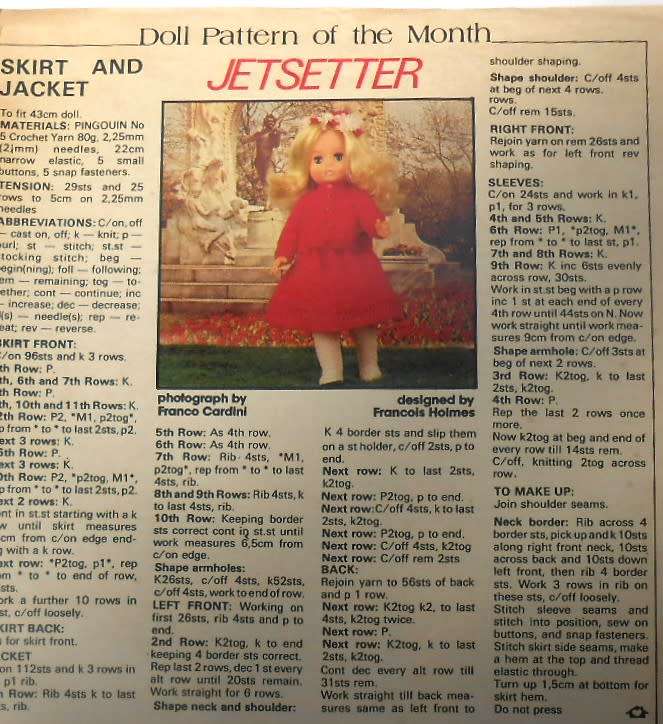 Doll Pattern of the Month
SKIRT AND
JACKET
To fit 43cm doll.
MATERIALS: PINGOUIN No
5 Crochet Yarn 80g, 2,25mm
(2½mm) needles, 22cm
narrow elastic, 5 small
buttons, 5 snap fasteners.
TENSION: 29sts and 25
rows to 5cm on 2,25mm
needles
ABBREVIATIONS: C/on, off
— cast on, off; k — knit; p —
purl; st — stitch; st.st —
stocking stitch; beg —
begin(ning); foll — following;
rem — remaining; tog — to-
gether; cont — continue; inc
— increase; dec — decrease;
n(s) — needle(s); rep — re-
peat; rev — reverse.
SKIRT FRONT:
C/on 96sts and k 3 rows.
th Row: P.
th, 6th and 7th Rows: K.
th Row: P.
th, 10th and 11th Rows: K.
2th Row: P2, *M1, p2tog*,
p from * to * to last 2sts, p2.
ext 3 rows: K.
6th Row: P.
ext 3 rows: K.
0th Row: P2, *p2tog, M1*,
p from * to * to last 2sts, p2.
ext 2 rows: K.
ont in st.st starting with a k
w until skirt measures
cm from c/on edge end-
g with a k row.
ext row: *P2tog, p1*, rep
om * to * to end of row,
sts.
ork a further 10 rows in
st, c/off loosely.
KIRT BACK:
s for skirt front.
CKET
on 112sts and k 3 rows in
p1 rib.
h Row: Rib 4sts k to last
s, rib.
JETSETTER
photograph by
Franco Cardini
designed by
Francois Holmes
5th Row: As 4th row.
6th Row: As 4th row.
7th Row: Rib 4sts, *M1,
p2tog*, rep from * to * to last
4sts, rib.
8th and 9th Rows: Rib 4sts, k
to last 4sts, rib.
10th Row: Keeping border
sts correct cont in st.st until
work measures 6,5cm from
c/on edge.
Shape armholes:
K26sts, c/off 4sts, k52sts,
c/off 4sts, work to end of row.
LEFT FRONT: Working on
first 26sts, rib 4sts and p to
end.
2nd Row: K2tog, k to end
keeping 4 border sts correct.
Rep last 2 rows, dec 1 st every
alt row until 20sts remain.
Work straight for 6 rows.
Shape neck and shoulder:
K 4 border sts and slip them
on a st holder, c/off 2sts, p to
end.
Next row: K to last 2sts,
k2tog.
Next row: P2tog, p to end.
Next row: C/off 4sts, k to last
2sts, k2tog.
Next row: P2tog, p to end.
Next row: C/off 4sts, k2tog
Next row: C/off rem 2sts
BACK:
Rejoin yarn to 56sts of back
and p 1 row.
Next row: K2tog k2, to last
4sts, k2tog twice.
Next row: P.
Next row: K2tog, k to last
2sts, k2tog.
Cont dec every alt row till
31sts rem.
Work straight till back mea-
sures same as left front to
shoulder shaping.
Shape shoulder: C/off 4sts
at beg of next 4 rows.
rows.
C/off rem 15sts.
RIGHT FRONT:
Rejoin yarn on rem 26sts and
work as for left front rev
shaping.
SLEEVES:
C/on 24sts and work in k1,
p1, for 3 rows.
4th and 5th Rows: K.
6th Row: P1, *p2tog, M1*,
rep from * to * to last st, p1.
7th and 8th Rows: K.
9th Row: K inc 6sts evenly
across row, 30sts.
Work in st.st beg with a p row
inc 1 st at each end of every
4th row until 44sts on N. Now
work straight until work mea-
sures 9cm from c/on edge.
Shape armhole: C/off 3sts at
beg of next 2 rows.
3rd Row: K2tog, k to last
2sts, k2tog.
4th Row: P.
Rep the last 2 rows once
more.
Now k2tog at beg and end of
every row till 14sts rem.
C/off, knitting 2tog across
row.
TO MAKE UP:
Join shoulder seams.
Neck border: Rib across 4
border sts, pick up and k 10sts
along right front neck, 10sts
across back and 10sts down
left front, then rib 4 border
sts. Work 3 rows in rib on
these sts, c/off loosely.
Stitch sleeve seams and
stitch into position, sew on
buttons, and snap fasteners.
Stitch skirt side seams, make
a hem at the top and thread
elastic through.
Turn up 1,5cm at bottom for
skirt hem.
Do not press